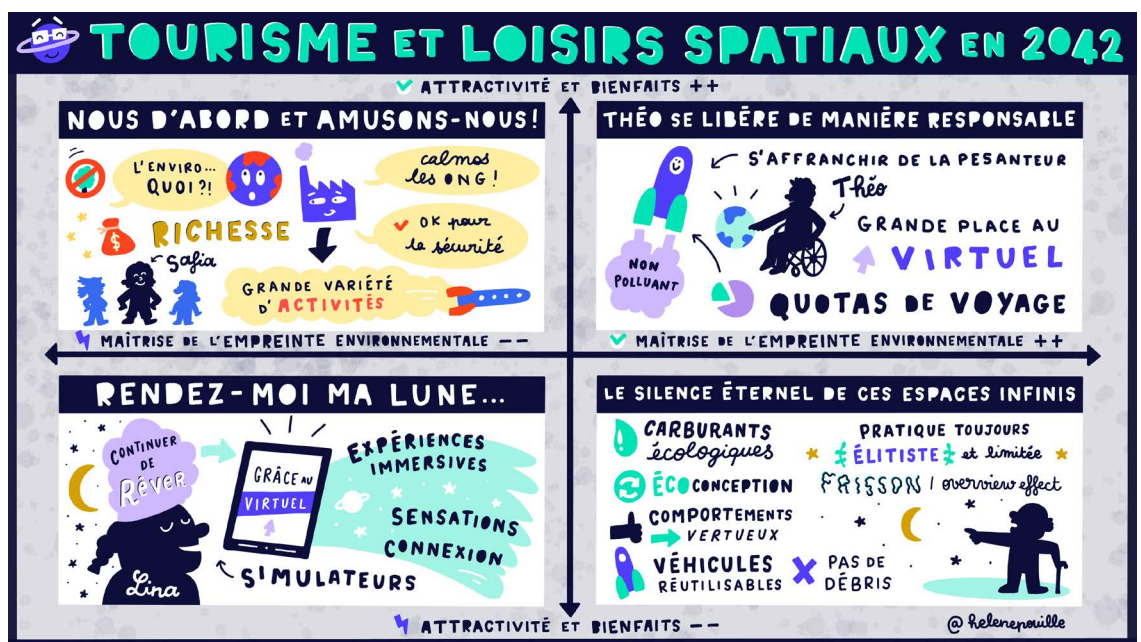 TOURISME ET LOISIRS SPATIAUX EN 2042
ATTRACTIVITÉ ET BIENFAITS ++
NOUS D'ABORD ET AMUSONS-NOUS!
L'ENVIRO...
QUOI?!
calmos
les ONG!
RICHESSE
$
OK pour
la sécurité
Safia
GRANDE VARIÉTÉ
D'ACTIVITÉS
THÉO SE LIBÈRE DE MANIÈRE RESPONSABLE
S'AFFRANCHIR DE LA PESANTEUR
Théo
GRANDE PLACE AU
VIRTUEL
NON
POLLUANT
QUOTAS DE VOYAGE
MAÎTRISE DE L'EMPREINTE ENVIRONNEMENTALE --
MAÎTRISE DE L'EMPREINTE ENVIRONNEMENTALE ++
RENDEZ-MOI MA LUNE...
CONTINUER
DE
RÊVER
GRÂCE AU
VIRTUEL
EXPÉRIENCES
IMMERSIVES
SENSATIONS
CONNEXION
SIMULATEURS
Lina
LE SILENCE ÉTERNEL DE CES ESPACES INFINIS
CARBURANTS
écologiques
ÉCOCONCEPTION
COMPORTEMENTS
VERTUEUX
VÉHICULES
RÉUTILISABLES
PRATIQUE TOUJOURS
ÉLITISTE et limitée
FRISSON / overview effect
PAS DE
DÉBRIS
ATTRACTIVITÉ ET BIENFAITS --
@helenepouille